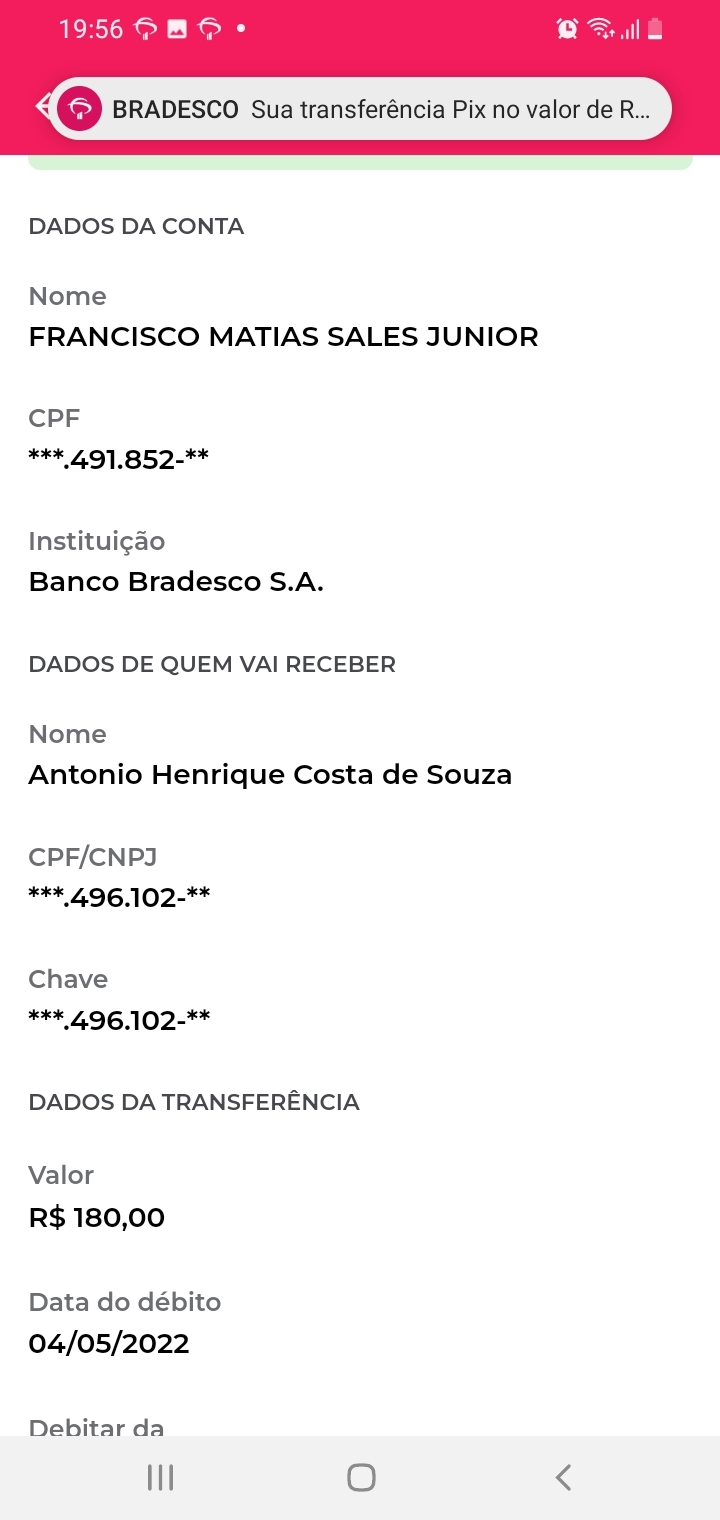 19:56
BRADESCO Sua transferência Pix no valor de R...
DADOS DA CONTA
Nome
FRANCISCO MATIAS SALES JUNIOR
CPF
***.491.852-**
Instituição
Banco Bradesco S.A.
DADOS DE QUEM VAI RECEBER
Nome
Antonio Henrique Costa de Souza
CPF/CNPJ
***.496.102-**
Chave
***.496.102-**
DADOS DA TRANSFERÊNCIA
Valor
R$ 180,00
Data do débito
04/05/2022
Debitar da